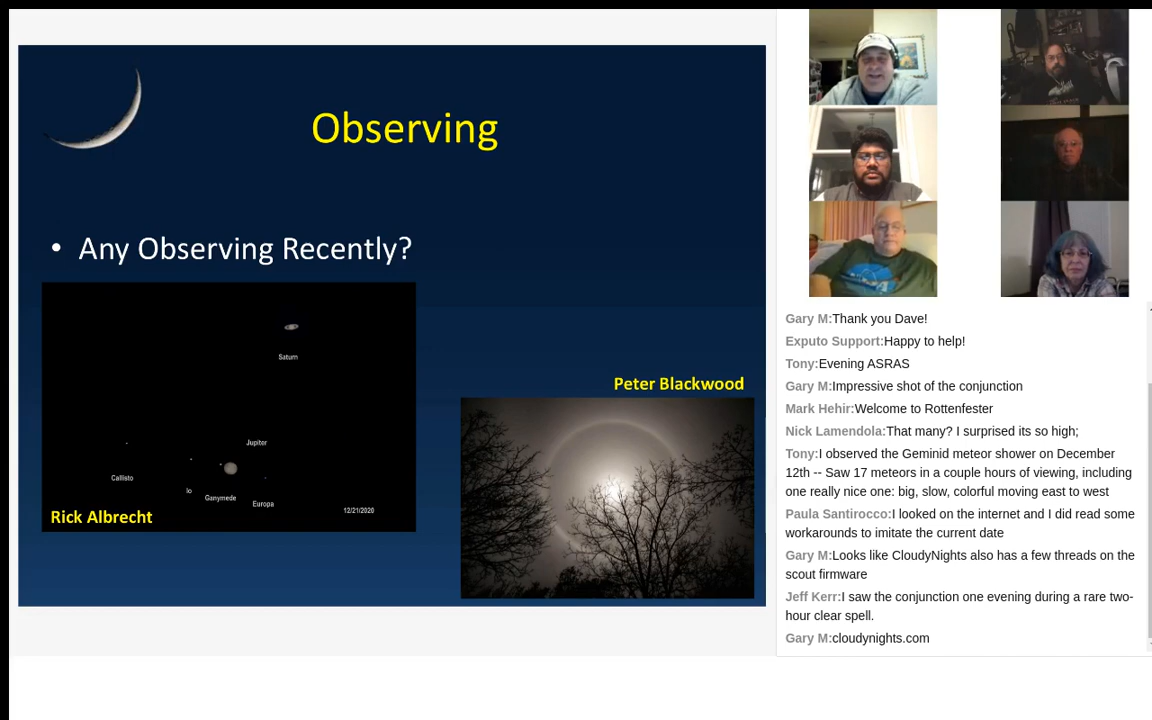 Observing
• Any Observing Recently?
Saturn
Jupiter
Callisto
Io
Ganymede
Europa
12/21/2020
Rick Albrecht
Peter Blackwood
Gary M:Thank you Dave!
Exputo Support:Happy to help!
Tony:Evening ASRAS
Gary M:Impressive shot of the conjunction
Mark Hehir:Welcome to Rottenfester
Nick Lamendola:That many? I surprised its so high;
Tony:I observed the Geminid meteor shower on December
12th -- Saw 17 meteors in a couple hours of viewing, including
one really nice one: big, slow, colorful moving east to west
Paula Santirocco:I looked on the internet and I did read some
workarounds to imitate the current date
Gary M:Looks like CloudyNights also has a few threads on the
scout firmware
Jeff Kerr:I saw the conjunction one evening during a rare two-
hour clear spell.
Gary M:cloudynights.com